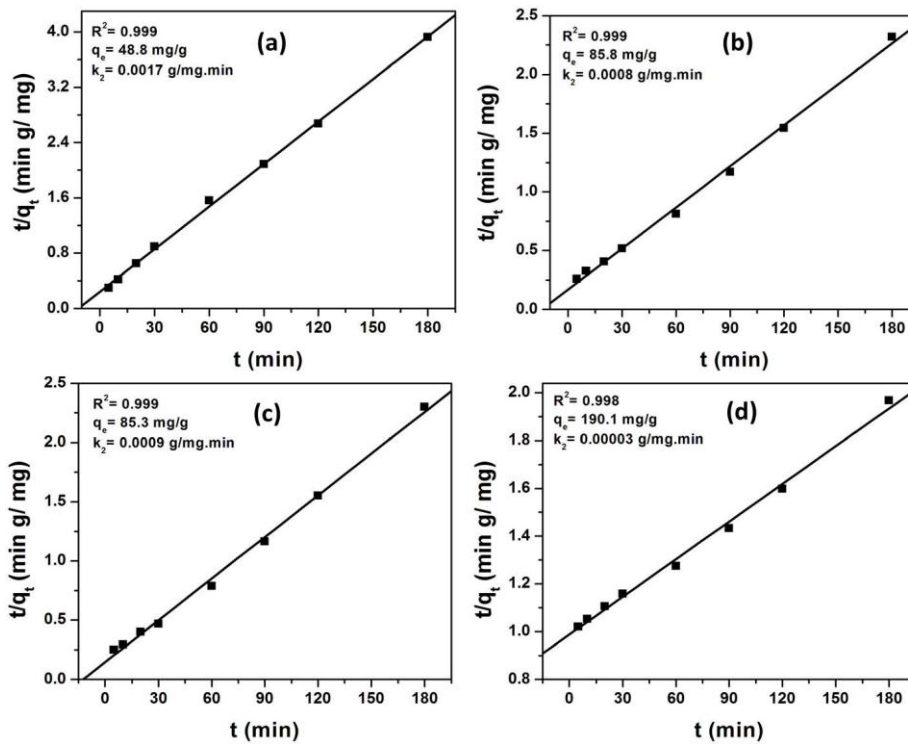 (a)
R²= 0.999
qₑ= 48.8 mg/g
k₂= 0.0017 g/mg.min
t/qₜ (min g/ mg)
4.0
3.2
2.4
1.6
0.8
0.0
0 30 60 90 120 150 180
t (min)
(b)
R²= 0.999
qₑ= 85.8 mg/g
k₂= 0.0008 g/mg.min
t/qₜ (min g/ mg)
2.5
2.0
1.5
1.0
0.5
0.0
0 30 60 90 120 150 180
t (min)
(c)
R²= 0.999
qₑ= 85.3 mg/g
k₂= 0.0009 g/mg.min
t/qₜ (min g/ mg)
2.5
2.0
1.5
1.0
0.5
0.0
0 30 60 90 120 150 180
t (min)
(d)
R²= 0.998
qₑ= 190.1 mg/g
k₂= 0.00003 g/mg.min
t/qₜ (min g/ mg)
2.0
1.8
1.6
1.4
1.2
1.0
0.8
0 30 60 90 120 150 180
t (min)